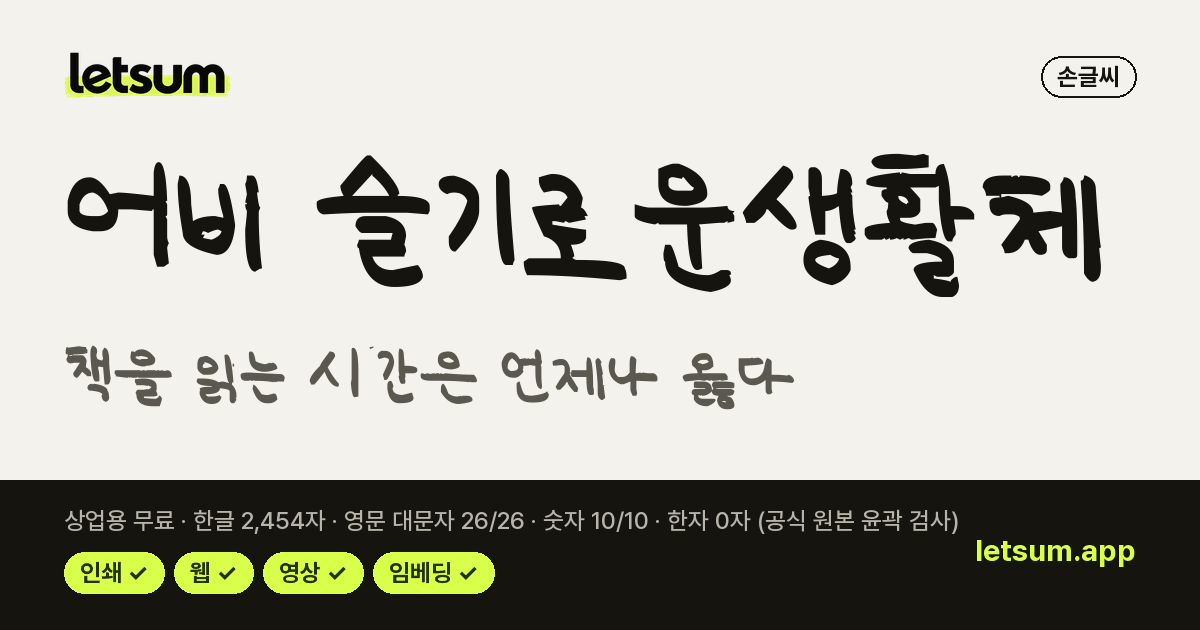 letsum
손글씨
어비 슬기로운생활체
책을 읽는 시간은 언제나 옳다
상업용 무료 · 한글 2,454자 · 영문 대문자 26/26 · 숫자 10/10 · 한자 0자 (공식 원본 윤곽 검사)
인쇄 ✓ 웹 ✓ 영상 ✓ 임베딩 ✓
letsum.app